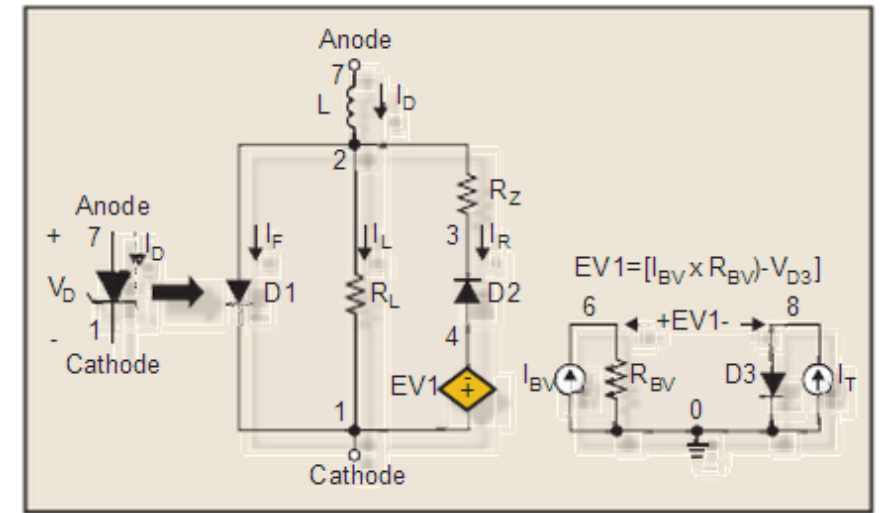 Anode
7
L
I_D
2
R_Z
Anode
+ 7 I_D
V_D
- 1
Cathode
I_F
D1
I_L
R_L
3 I_R
D2
4
EV1
- +
1
Cathode
EV1=[I_BV x R_BV)-V_D3]
6 8
+EV1-
I_BV R_BV D3 I_T
0